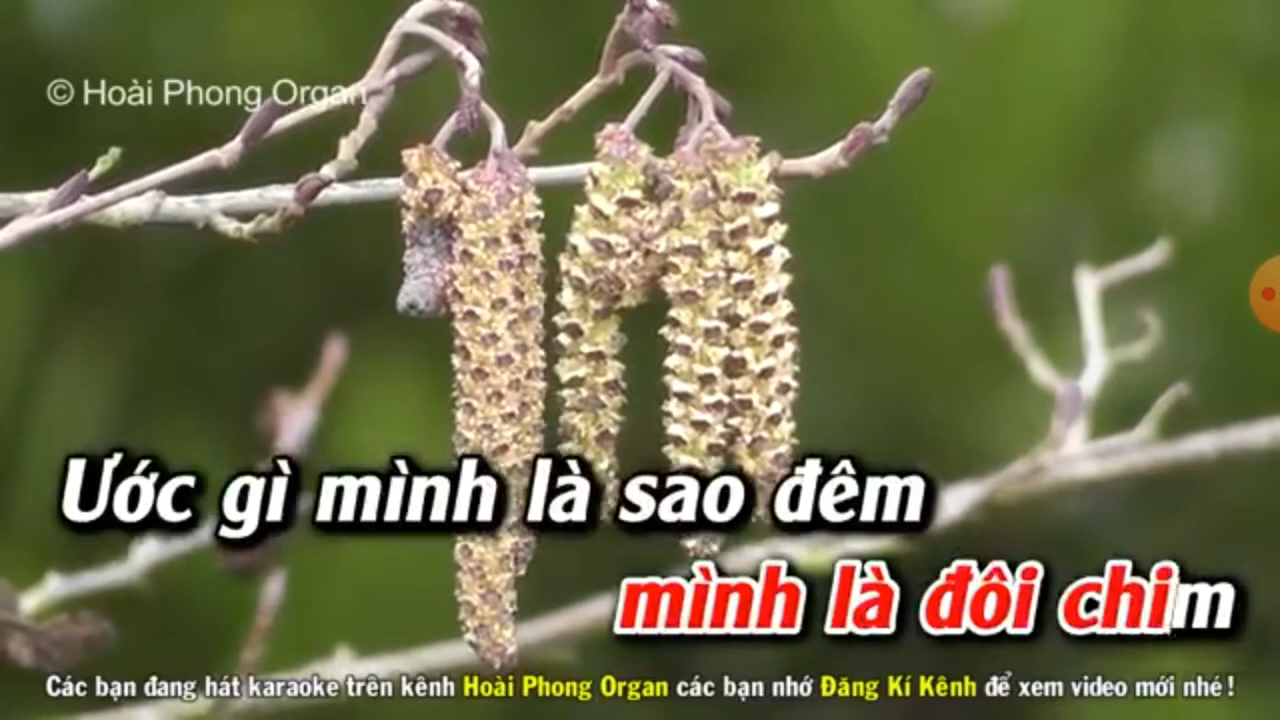 © Hoài Phong Organ
Ước gì mình là sao đêm
mình là đôi chim
Các bạn đang hát karaoke trên kênh Hoài Phong Organ các bạn nhớ Đăng Kí Kênh để xem video mới nhé !